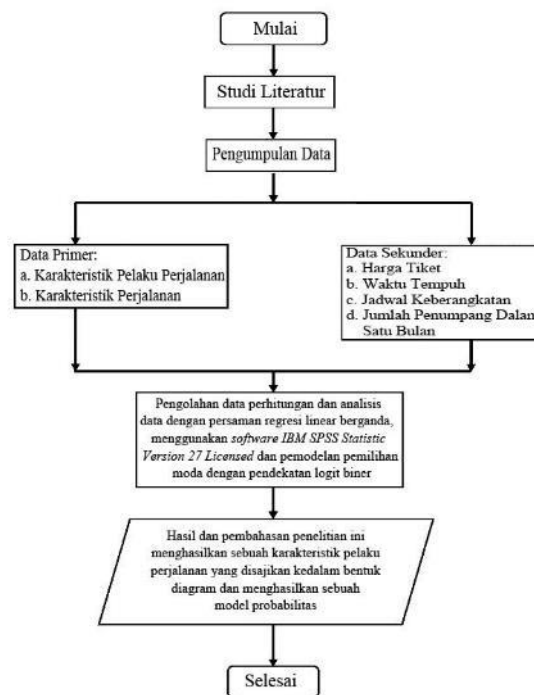 Mulai
Studi Literatur
Pengumpulan Data
Data Primer:
a. Karakteristik Pelaku Perjalanan
b. Karakteristik Perjalanan
Data Sekunder:
a. Harga Tiket
b. Waktu Tempuh
c. Jadwal Keberangkatan
d. Jumlah Penumpang Dalan
Satu Bulan
Pengolahan data perhitungan dan analisis
data dengan persaman regresi linear berganda,
menggunakan software IBM SPSS Statistic
Version 27 Licensed dan pemodelan pemilihan
moda dengan pendekatan logit biner
Hasil dan pembahasan penelitian ini
menghasilkan sebuah karakteristik pelaku
perjalanan yang disajikan kedalam bentuk
diagram dan menghasilkan sebuah
model probabilitas
Selesai